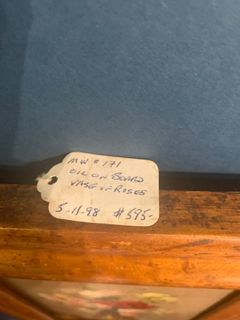 MW # 171
OIL ON BOARD
VASE OF ROSES
5-11-98 $595-